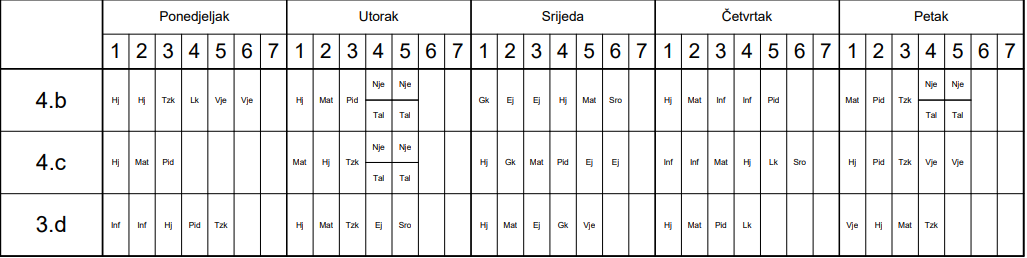 Ponedjeljak Utorak Srijeda Četvrtak Petak
1 2 3 4 5 6 7 1 2 3 4 5 6 7 1 2 3 4 5 6 7 1 2 3 4 5 6 7 1 2 3 4 5 6 7
Nje Nje Nje Nje
4.b Hj Hj Tzk Lk Vje Vje Hj Mat Pid Gk Ej Ej Hj Mat Sro Hj Mat Inf Inf Pid Mat Pid Tzk
Tal Tal Tal Tal
Nje Nje
4.c Hj Mat Pid Mat Hj Tzk Hj Gk Mat Pid Ej Ej Inf Inf Mat Hj Lk Sro Hj Pid Tzk Vje Vje
Tal Tal
3.d Inf Inf Hj Pid Tzk Hj Mat Tzk Ej Sro Hj Mat Ej Gk Vje Hj Mat Pid Lk Vje Hj Mat Tzk